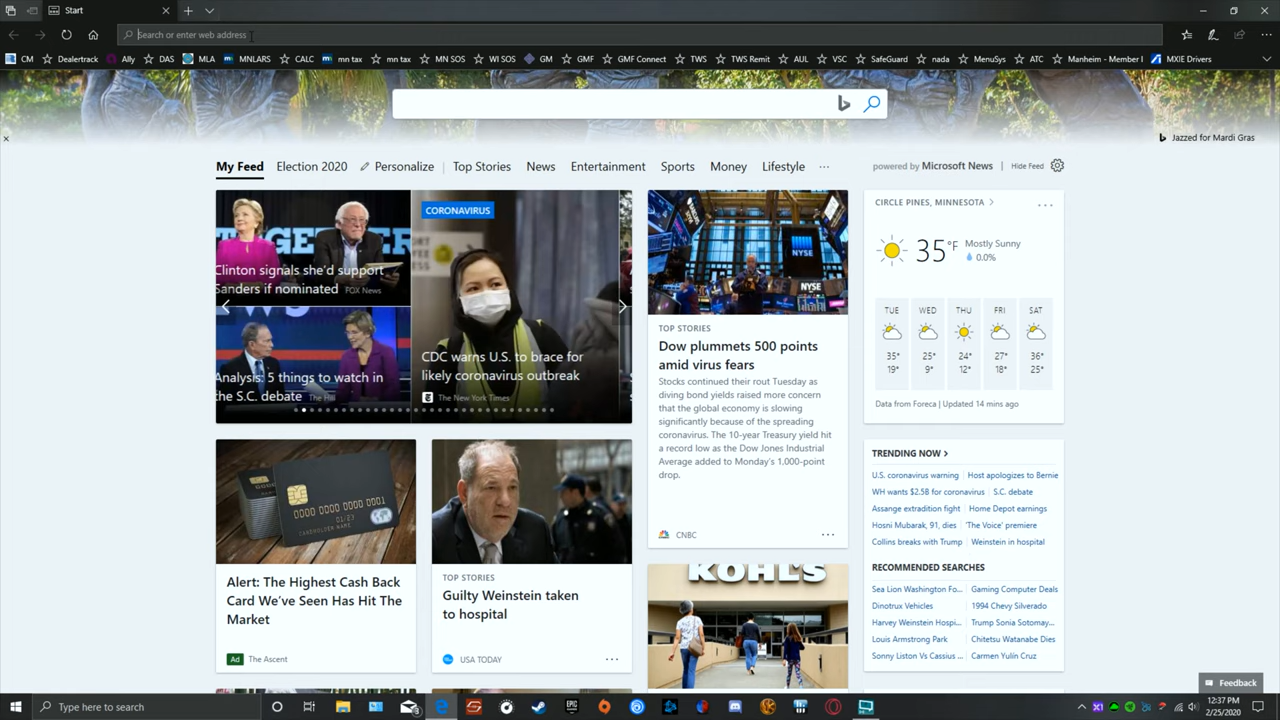 Start
Search or enter web address
CM Dealertrack Ally DAS MLA MNLARS CALC mn tax mn tax MN SOS WI SOS GM GMF GMF Connect TWS TWS Remit AUL VSC SafeGuard nada MenuSys ATC Manheim - Member MXIE Drivers
Jazzed for Mardi Gras
My Feed Election 2020 Personalize Top Stories News Entertainment Sports Money Lifestyle ...
powered by Microsoft News Hide Feed
Clinton signals she'd support
Sanders if nominated FOX News
Analysis: 5 things to watch in
the S.C. debate The Hill
CORONAVIRUS
CDC warns U.S. to brace for
likely coronavirus outbreak
The New York Times
NYSE
NYSE
TOP STORIES
Dow plummets 500 points
amid virus fears
Stocks continued their rout Tuesday as
diving bond yields raised more concern
that the global economy is slowing
significantly because of the spreading
coronavirus. The 10-year Treasury yield hit
a record low as the Dow Jones Industrial
Average added to Monday's 1,000-point
drop.
CNBC
CIRCLE PINES, MINNESOTA
35 °F Mostly Sunny
0.0%
TUE WED THU FRI SAT
35° 25° 24° 27° 36°
19° 9° 12° 18° 25°
Data from Foreca | Updated 14 mins ago
0000 0000 0000 0001
CARDHOLDER NAME
Alert: The Highest Cash Back
Card We've Seen Has Hit The
Market
Ad The Ascent
TOP STORIES
Guilty Weinstein taken
to hospital
USA TODAY
KOHL'S
TRENDING NOW
U.S. coronavirus warning Host apologizes to Bernie
WH wants $2.5B for coronavirus S.C. debate
Assange extradition fight Home Depot earnings
Hosni Mubarak, 91, dies 'The Voice' premiere
Collins breaks with Trump Weinstein in hospital
RECOMMENDED SEARCHES
Sea Lion Washington Fo... Gaming Computer Deals
Dinotrux Vehicles 1994 Chevy Silverado
Harvey Weinstein Hospi... Trump Sonia Sotomay...
Louis Armstrong Park Chitetsu Watanabe Dies
Sonny Liston Vs Cassius ... Carmen Yulín Cruz
Feedback
Type here to search
12:37 PM
2/25/2020